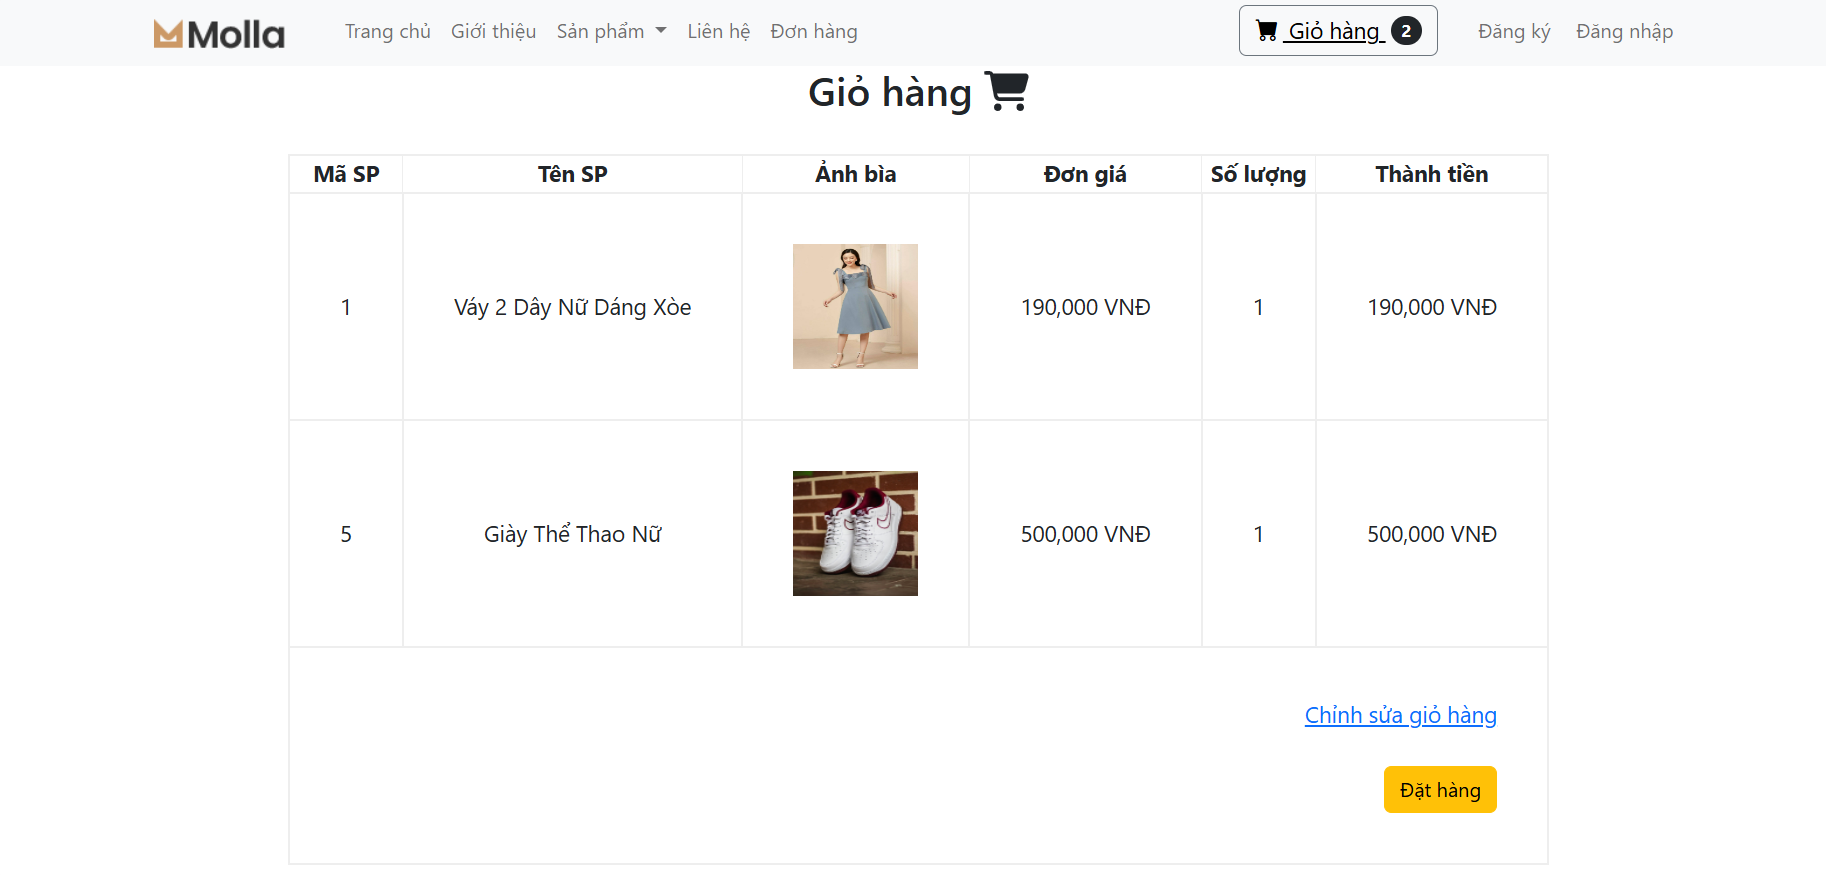 Molla Trang chủ Giới thiệu Sản phẩm Liên hệ Đơn hàng Giỏ hàng 2 Đăng ký Đăng nhập
Giỏ hàng
Mã SP Tên SP Ảnh bìa Đơn giá Số lượng Thành tiền
1 Váy 2 Dây Nữ Dáng Xòe 190,000 VNĐ 1 190,000 VNĐ
5 Giày Thể Thao Nữ 500,000 VNĐ 1 500,000 VNĐ
Chỉnh sửa giỏ hàng
Đặt hàng